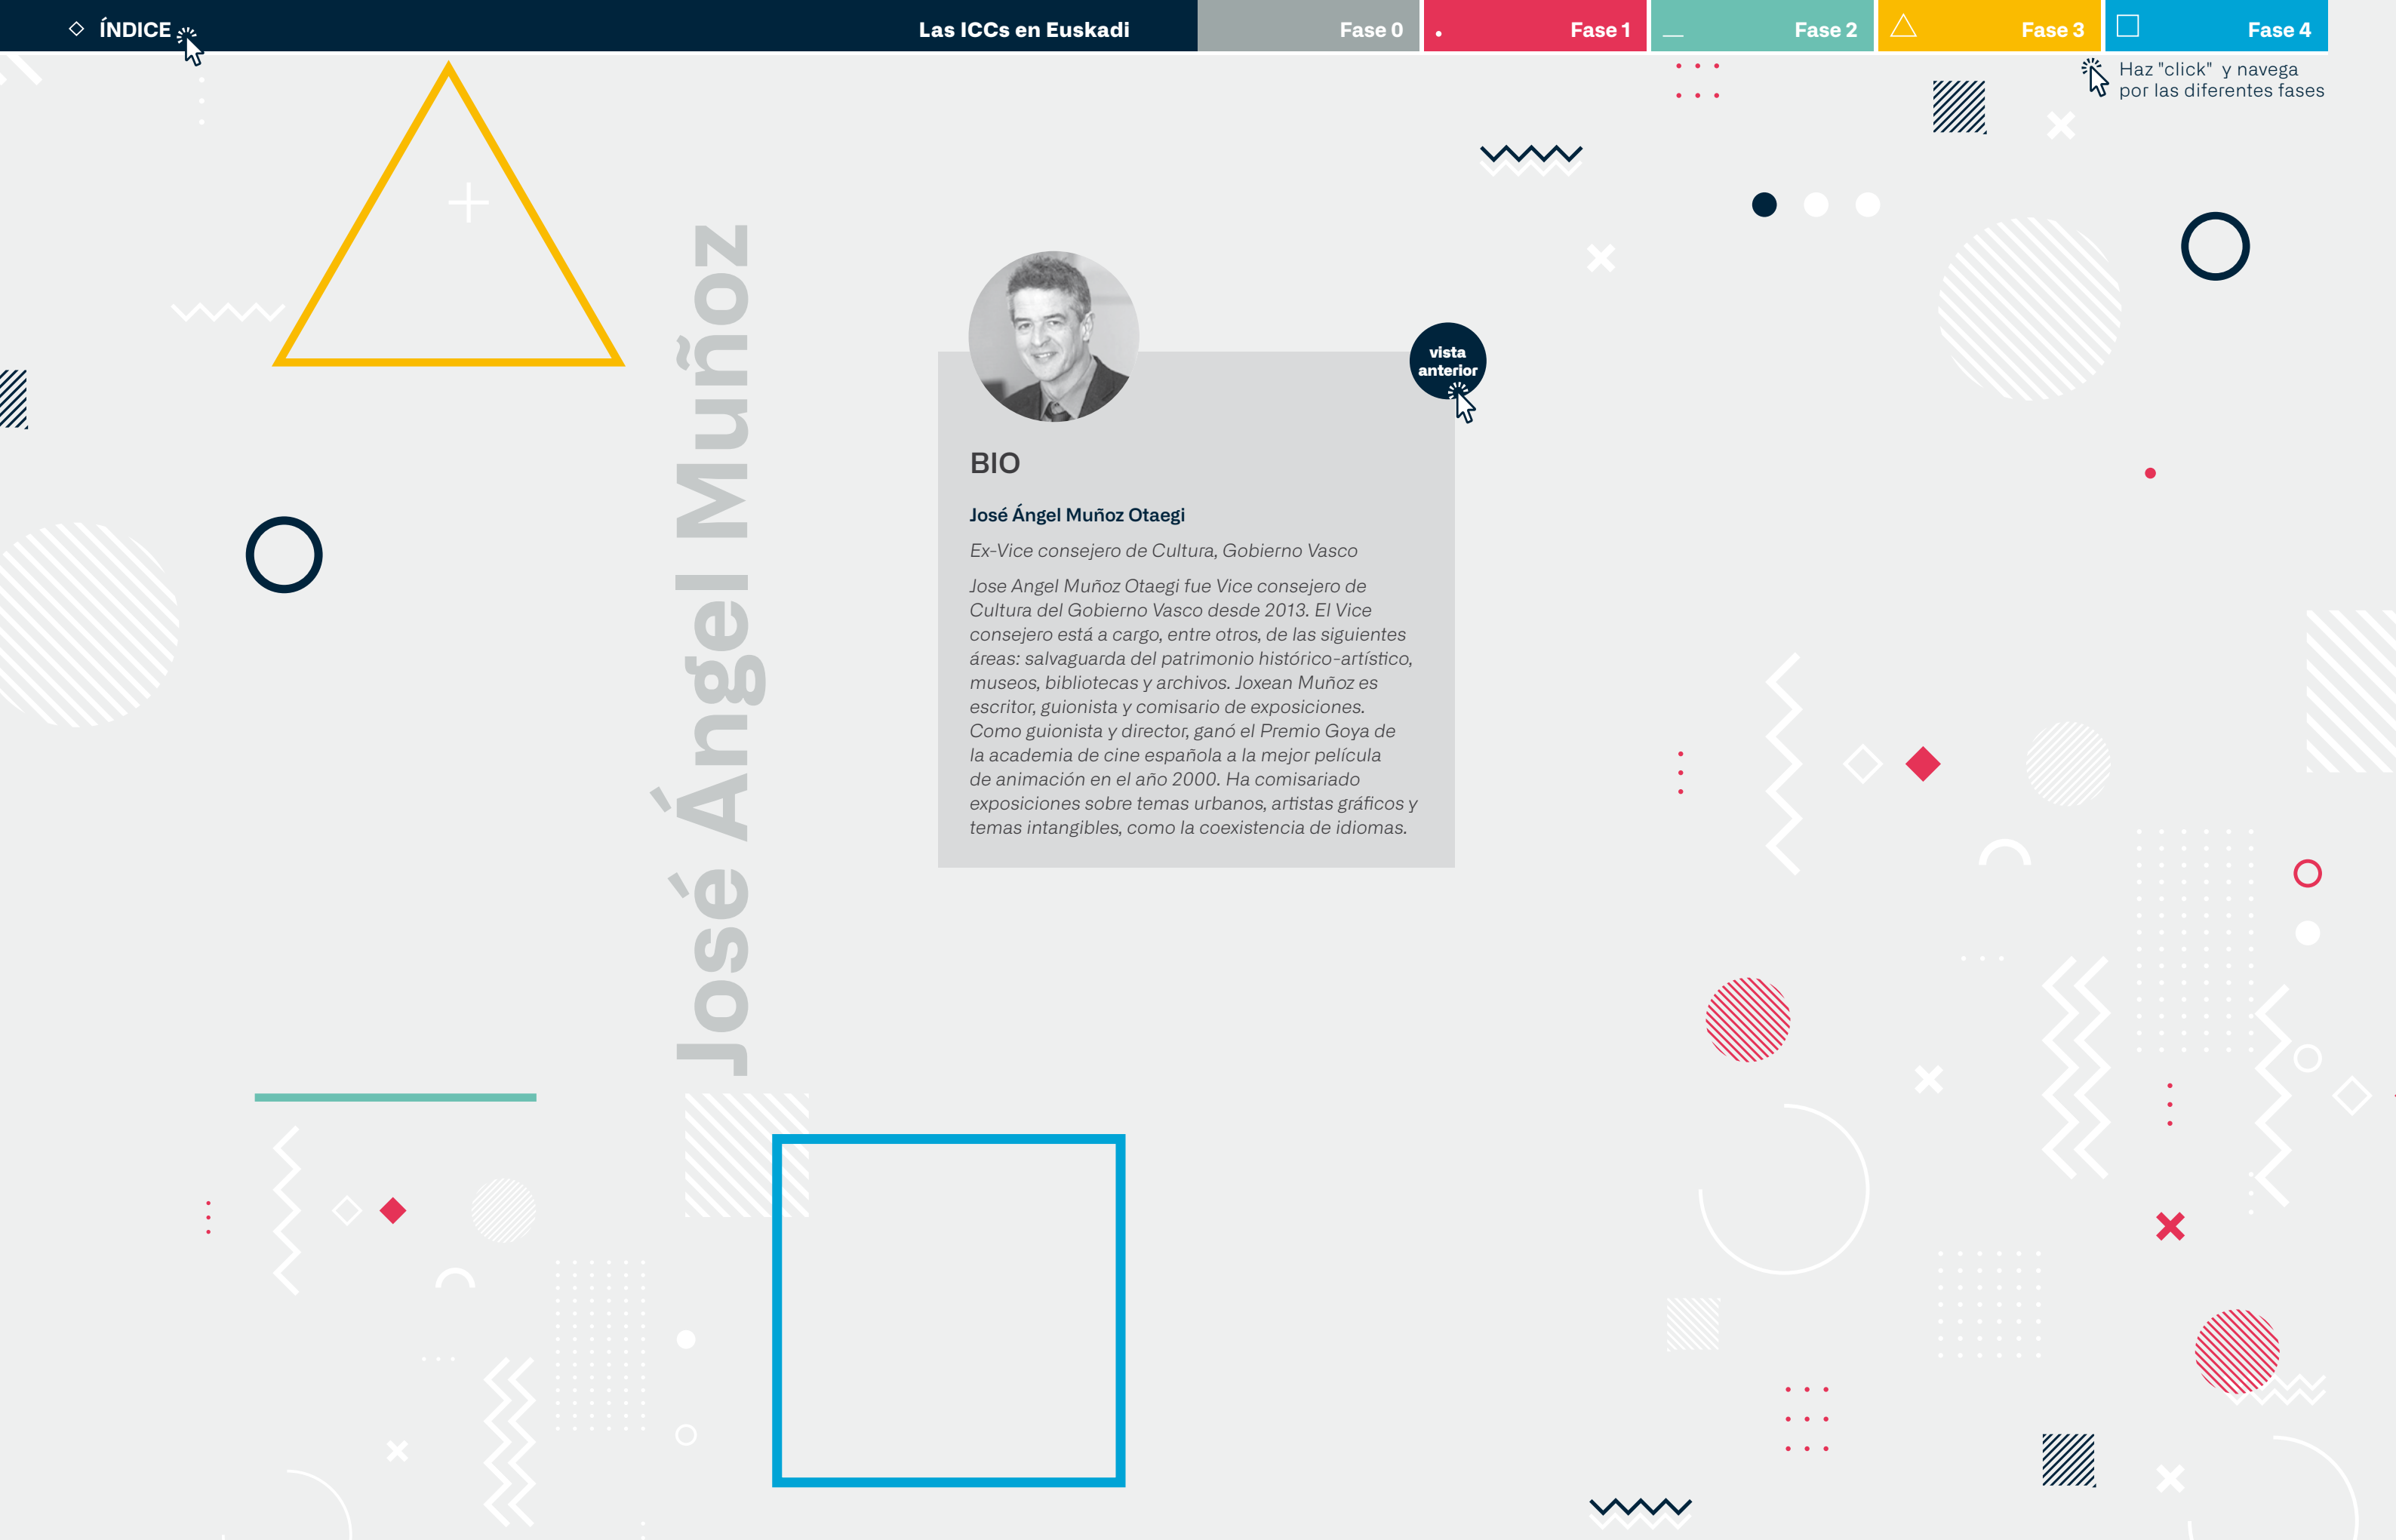 ÍNDICE
Las ICCs en Euskadi
Fase 0
Fase 1
Fase 2
Fase 3
Fase 4
Haz "click" y navega
por las diferentes fases
José Ángel Muñoz
vista
anterior
BIO
José Ángel Muñoz Otaegi
Ex-Vice consejero de Cultura, Gobierno Vasco
Jose Angel Muñoz Otaegi fue Vice consejero de
Cultura del Gobierno Vasco desde 2013. El Vice
consejero está a cargo, entre otros, de las siguientes
áreas: salvaguarda del patrimonio histórico-artístico,
museos, bibliotecas y archivos. Joxean Muñoz es
escritor, guionista y comisario de exposiciones.
Como guionista y director, ganó el Premio Goya de
la academia de cine española a la mejor película
de animación en el año 2000. Ha comisariado
exposiciones sobre temas urbanos, artistas gráficos y
temas intangibles, como la coexistencia de idiomas.